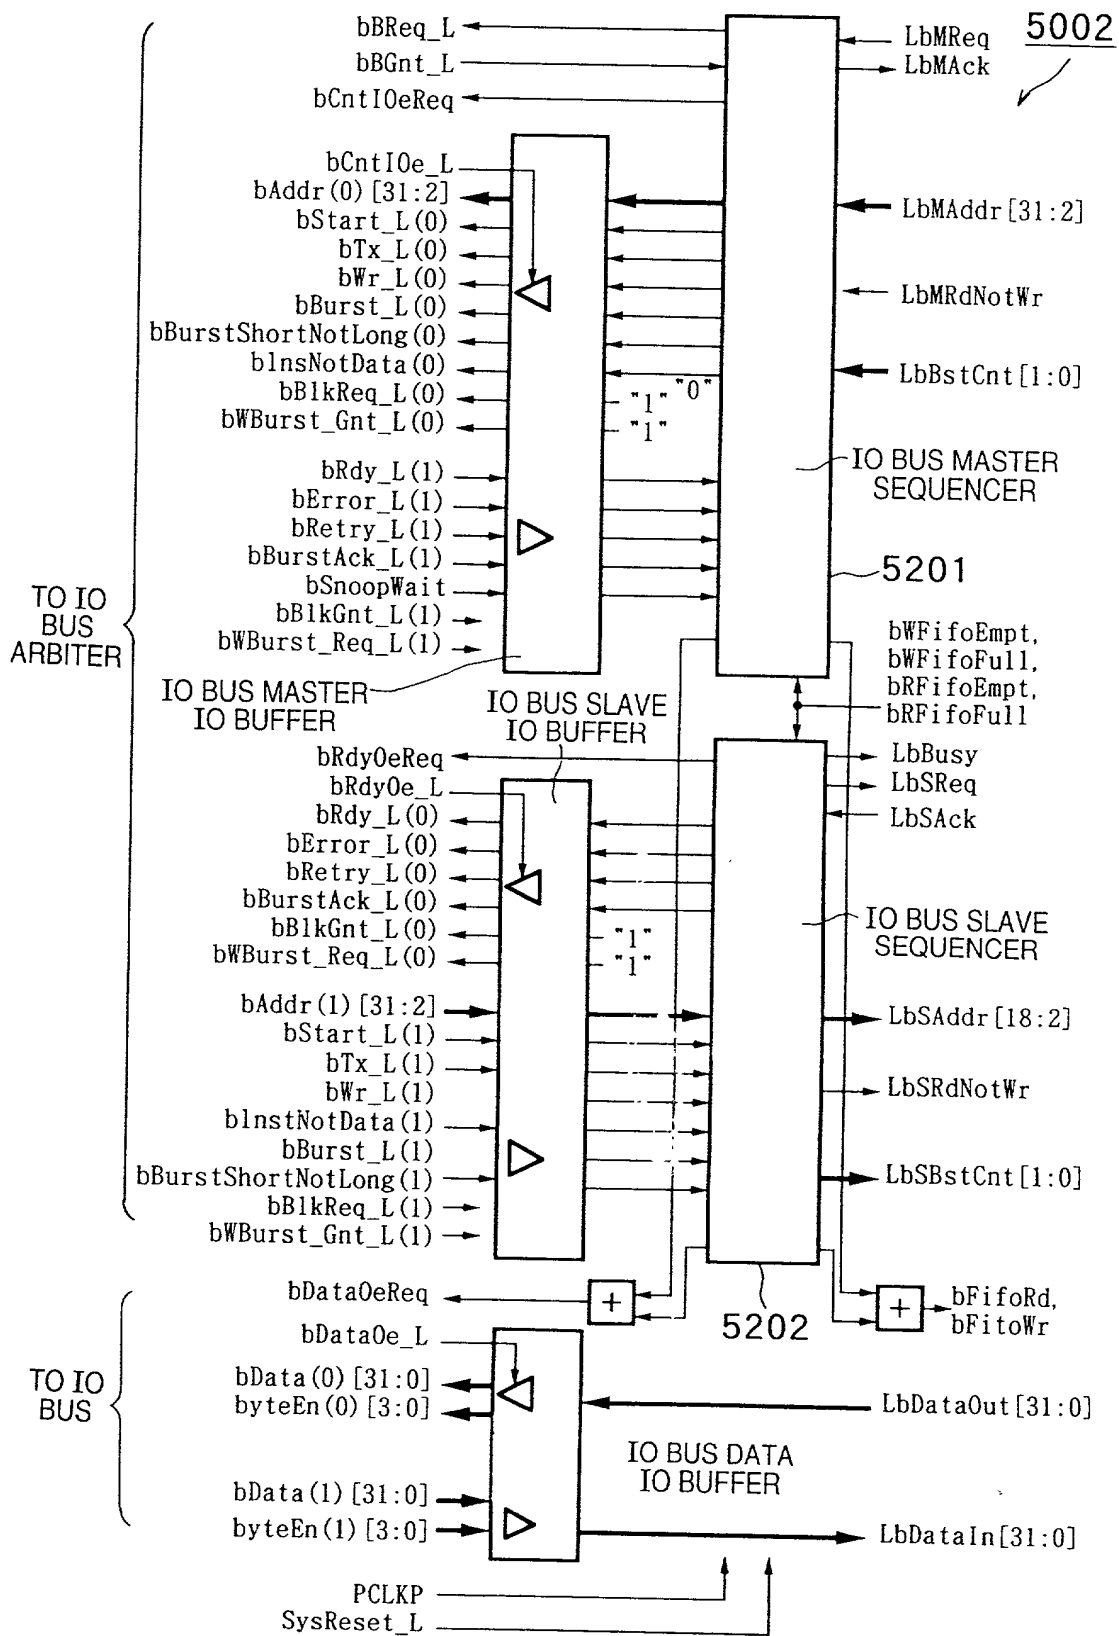 5002
bBReq_L
LbMReq
bBGnt_L
LbMAck
bCntIOeReq
bCntIOe_L
bAddr(0)[31:2]
LbMAddr[31:2]
bStart_L(0)
bTx_L(0)
bWr_L(0)
LbMRdNotWr
bBurst_L(0)
bBurstShortNotLong(0)
bInsNotData(0)
LbBstCnt[1:0]
"0"
bBlkReq_L(0)
"1"
bWBurst_Gnt_L(0)
"1"
bRdy_L(1)
IO BUS MASTER
SEQUENCER
bError_L(1)
bRetry_L(1)
bBurstAck_L(1)
5201
bSnoopWait
bBlkGnt_L(1)
bWBurst_Req_L(1)
TO IO
BUS
ARBITER
bWFifoEmpt,
bWFifoFull,
bRFifoEmpt,
bRFifoFull
IO BUS MASTER
IO BUFFER
IO BUS SLAVE
IO BUFFER
bRdyOeReq
LbBusy
bRdyOe_L
LbSReq
bRdy_L(0)
LbSAck
bError_L(0)
bRetry_L(0)
bBurstAck_L(0)
bBlkGnt_L(0)
"1"
bWBurst_Req_L(0)
"1"
IO BUS SLAVE
SEQUENCER
bAddr(1)[31:2]
LbSAddr[18:2]
bStart_L(1)
bTx_L(1)
bWr_L(1)
LbSRdNotWr
bInstNotData(1)
bBurst_L(1)
bBurstShortNotLong(1)
LbSBstCnt[1:0]
bBlkReq_L(1)
bWBurst_Gnt_L(1)
bDataOeReq
+
5202
+
bFifoRd,
bFitoWr
bDataOe_L
TO IO
BUS
bData(0)[31:0]
byteEn(0)[3:0]
LbDataOut[31:0]
IO BUS DATA
IO BUFFER
bData(1)[31:0]
byteEn(1)[3:0]
LbDataIn[31:0]
PCLKP
SysReset_L